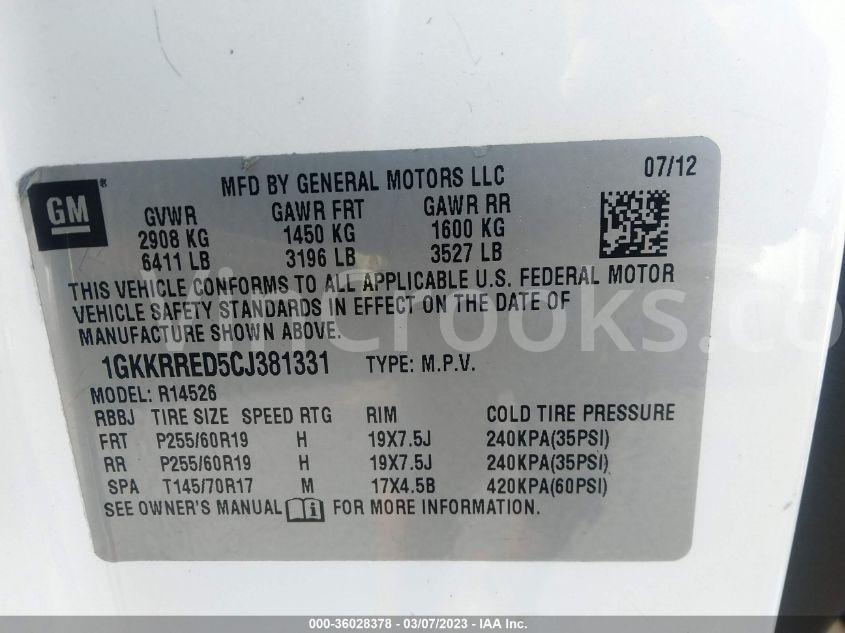 MFD BY GENERAL MOTORS LLC 07/12
GM®
GVWR GAWR FRT GAWR RR
2908 KG 1450 KG 1600 KG
6411 LB 3196 LB 3527 LB
THIS VEHICLE CONFORMS TO ALL APPLICABLE U.S. FEDERAL MOTOR
VEHICLE SAFETY STANDARDS IN EFFECT ON THE DATE OF
MANUFACTURE SHOWN ABOVE.
1GKKRRED5CJ381331 TYPE: M.P.V.
MODEL: R14526
RBBJ TIRE SIZE SPEED RTG RIM COLD TIRE PRESSURE
FRT P255/60R19 H 19X7.5J 240KPA(35PSI)
RR P255/60R19 H 19X7.5J 240KPA(35PSI)
SPA T145/70R17 M 17X4.5B 420KPA(60PSI)
SEE OWNER'S MANUAL i FOR MORE INFORMATION.
VinCrooks.co
000-36028378 - 03/07/2023 - IAA Inc.